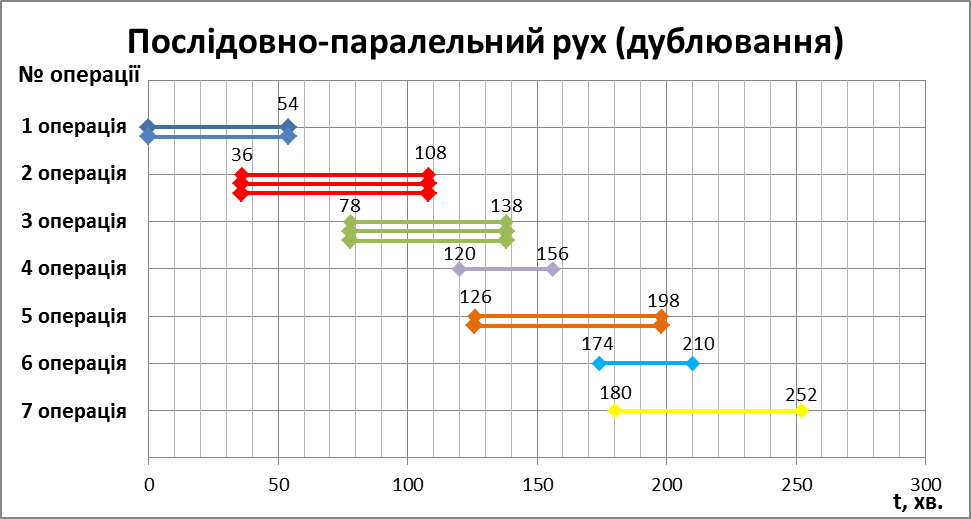 Послідовно-паралельний рух (дублювання)
№ операції
1 операція
54
2 операція
36
108
3 операція
78
138
4 операція
120
156
5 операція
126
198
6 операція
174
210
7 операція
180
252
0 50 100 150 200 250 300
t, хв.